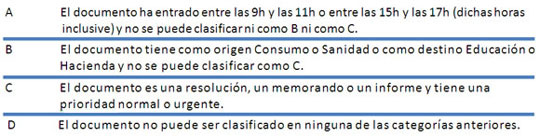 A El documento ha entrado entre las 9h y las 11h o entre las 15h y las 17h (dichas horas
inclusive) y no se puede clasificar ni como B ni como C.
B El documento tiene como origen Consumo o Sanidad o como destino Educación o
Hacienda y no se puede clasificar como C.
C El documento es una resolución, un memorando o un informe y tiene una
prioridad normal o urgente.
D El documento no puede ser clasificado en ninguna de las categorías anteriores.